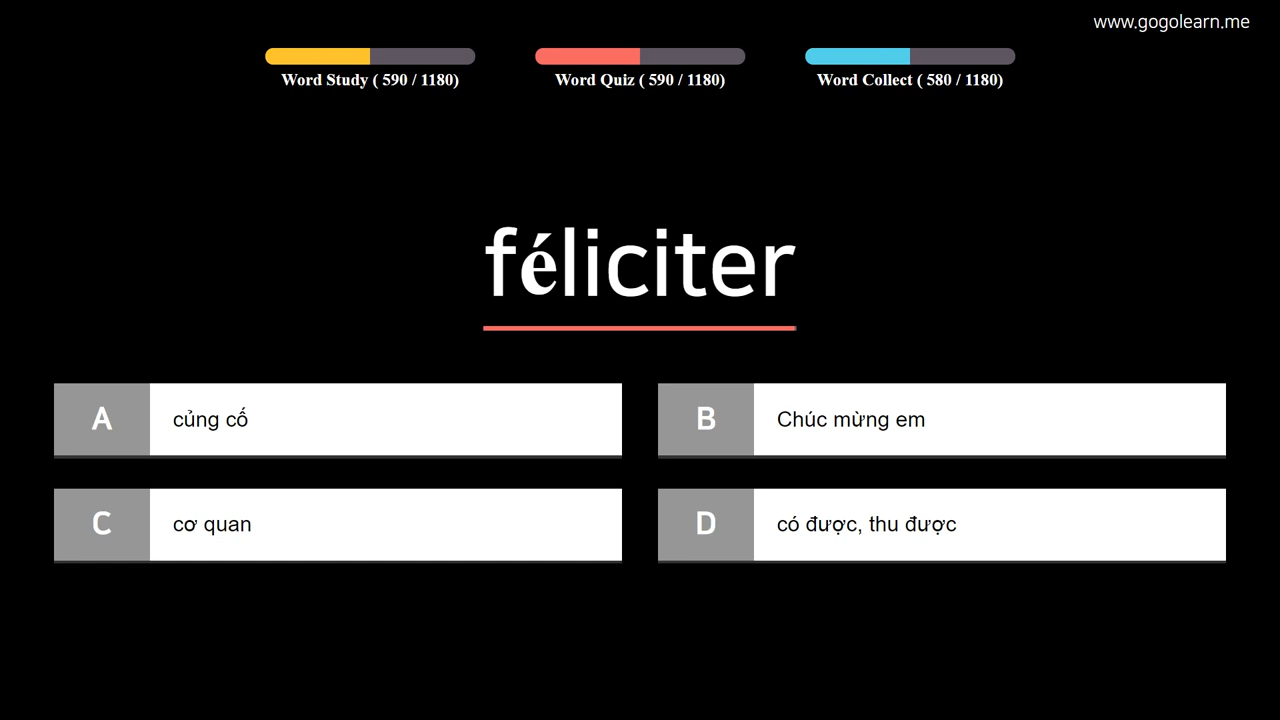 www.gogolearn.me
Word Study ( 590 / 1180)
Word Quiz ( 590 / 1180)
Word Collect ( 580 / 1180)
féliciter
A củng cố
B Chúc mừng em
C cơ quan
D có được, thu được